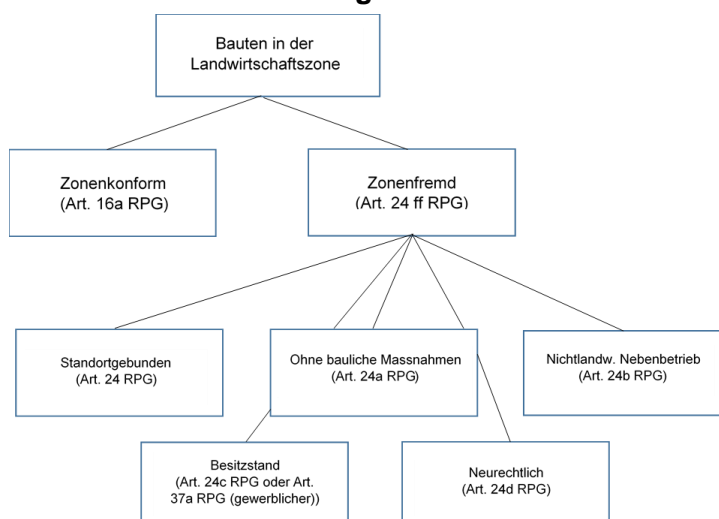 Bauten in der
Landwirtschaftszone
Zonenkonform
(Art. 16a RPG)
Zonenfremd
(Art. 24 ff RPG)
Standortgebunden
(Art. 24 RPG)
Ohne bauliche Massnahmen
(Art. 24a RPG)
Nichtlandw. Nebenbetrieb
(Art. 24b RPG)
Besitzstand
(Art. 24c RPG oder Art.
37a RPG (gewerblicher))
Neurechtlich
(Art. 24d RPG)